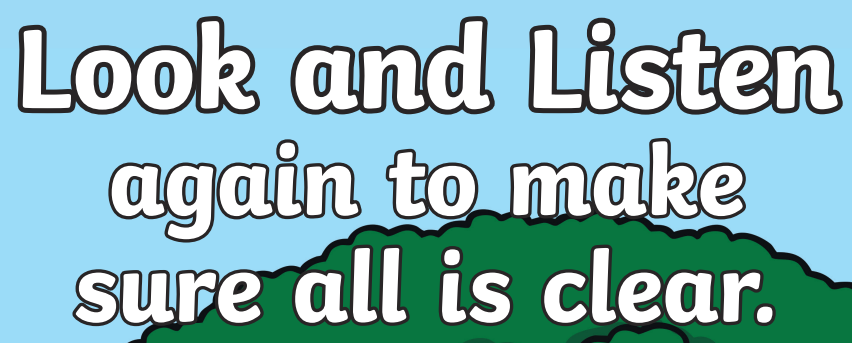 Look and Listen
again to make
sure all is clear.